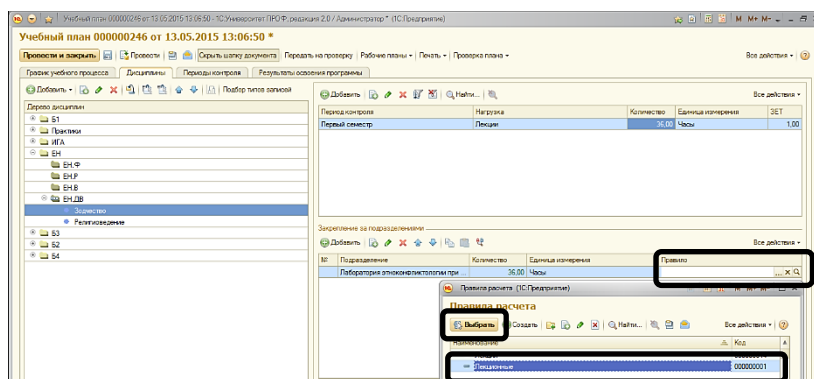 Учебный план 000000246 от 13.05.2015 13:06:50 - 1С:Университет ПРОФ, редакция 2.0 / Администратор * (1С:Предприятие) M M+ M-
Учебный план 000000246 от 13.05.2015 13:06:50 *
Провести и закрыть Провести Скрыть шапку документа Передать на проверку Рабочие планы Печать Проверка плана Все действия
График учебного процесса Дисциплины Периоды контроля Результаты освоения программы
Добавить Подбор типов записей
Добавить Найти... Все действия
Дерево дисциплин
Б1
Практики
ИГА
ЕН
ЕН.Ф
ЕН.Р
ЕН.В
ЕН.ДВ
Зодчество
Религиоведение
Б3
Б2
Б4
Период контроля Нагрузка Количество Единица измерения ЗЕТ
Первый семестр Лекции 36,00 Часы 1,00
Закрепление за подразделениями
Добавить Все действия
№ Подразделение Количество Единица измерения Правило
Лаборатория этноконфликтологии при ... 36,00 Часы ... x
Правила расчета (1С:Предприятие) M M+ M-
Правила расчета
Выбрать Создать Найти... Все действия
Наименование Код
Лекционные 000000001